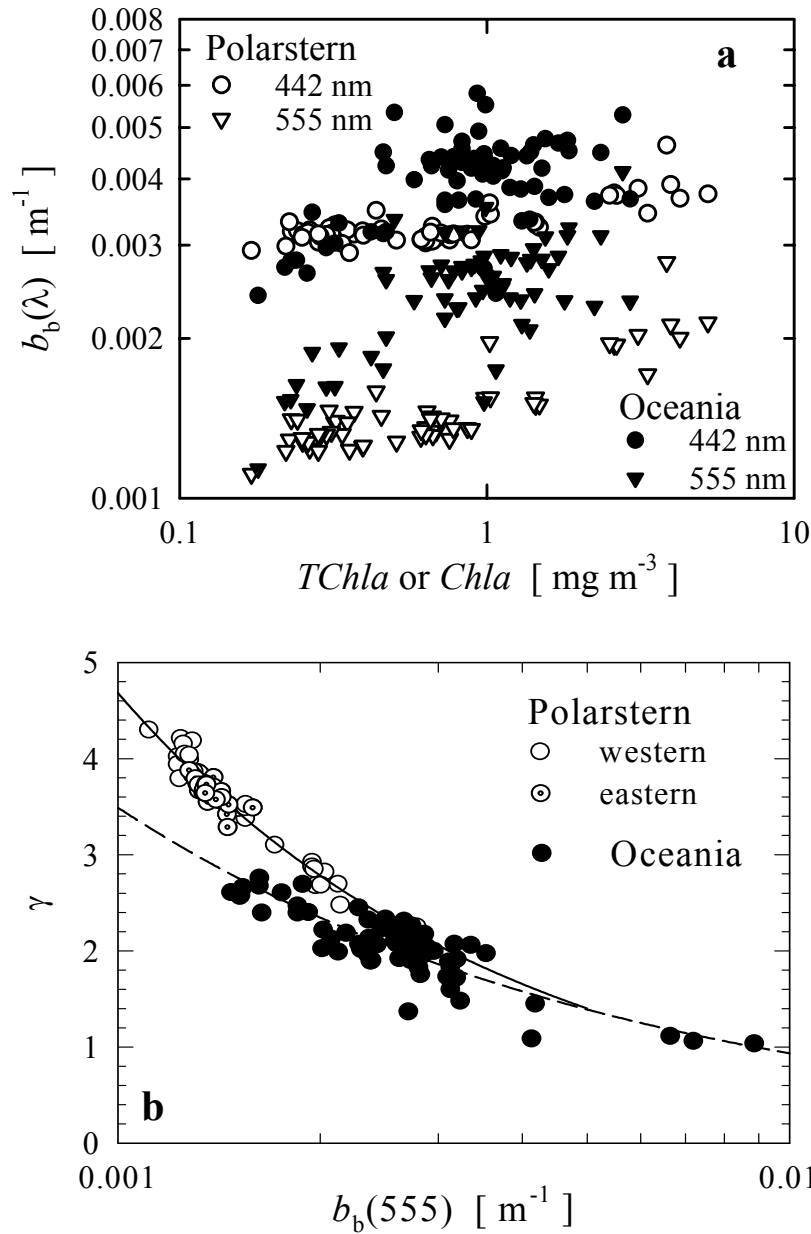 0.008
0.007
0.006
0.005
0.004
0.003
0.002
0.001
b_b(λ) [ m⁻¹ ]
Polarstern
442 nm
555 nm
a
Oceania
442 nm
555 nm
0.1
1
10
TChla or Chla [ mg m⁻³ ]
5
4
3
2
1
0
γ
Polarstern
western
eastern
Oceania
b
0.001
0.01
b_b(555) [ m⁻¹ ]